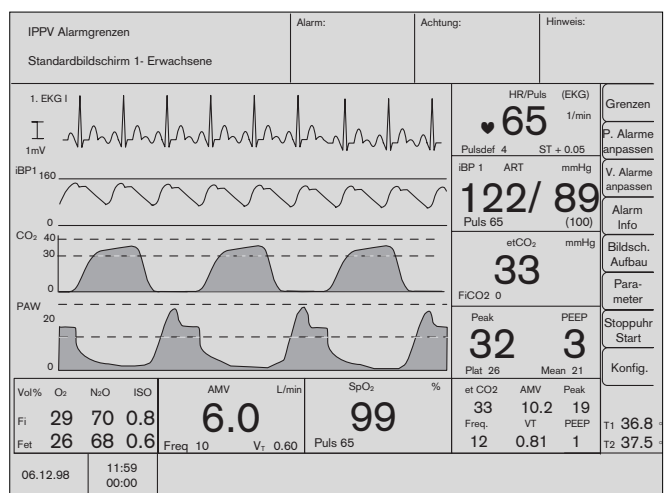 IPPV Alarmgrenzen
Standardbildschirm 1- Erwachsene
Alarm:
Achtung:
Hinweis:
1. EKG I
1mV
HR/Puls (EKG)
65 1/min
Pulsdef 4 ST + 0.05
iBP1 160
0
iBP 1 ART mmHg
122/ 89
Puls 65 (100)
CO₂ 40
30
0
etCO₂ mmHg
33
FiCO2 0
PAW
20
0
Peak PEEP
32 3
Plat 26 Mean 21
Grenzen
P. Alarme
anpassen
V. Alarme
anpassen
Alarm
Info
Bildsch.
Aufbau
Para-
meter
Stoppuhr
Start
Konfig.
Vol% O₂ N₂O ISO
Fi 29 70 0.8
Fet 26 68 0.6
AMV L/min
6.0
Freq 10 V_T 0.60
SpO₂ %
99
Puls 65
et CO2 AMV Peak
33 10.2 19
Freq. VT PEEP
12 0.81 1
T1 36.8 °
T2 37.5 °
06.12.98
11:59
00:00